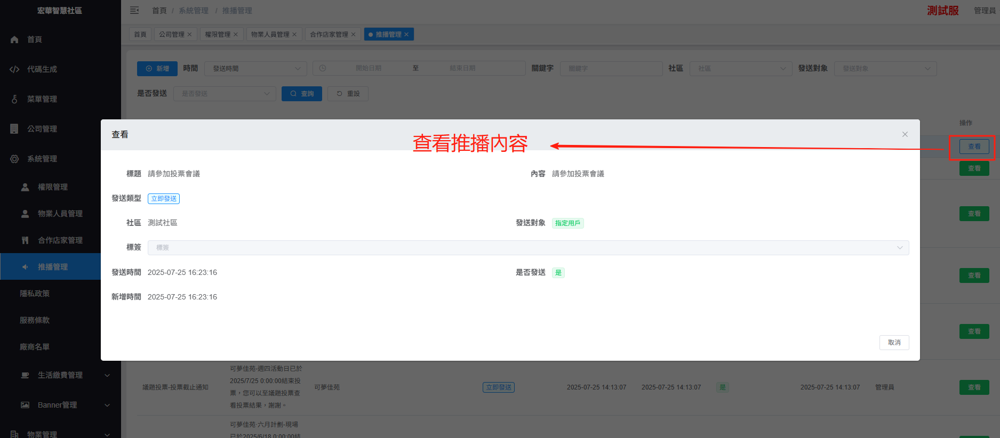 宏華智慧社區
首頁 / 系統管理 / 推播管理
測試服 管理員
首頁 公司管理 權限管理 物業人員管理 合作店家管理 推播管理
首頁
代碼生成
菜單管理
公司管理
系統管理
權限管理
物業人員管理
合作店家管理
推播管理
隱私政策
服務條款
廠商名單
生活繳費管理
Banner管理
物業管理
新增 時間 發送時間 開始日期 至 結束日期 關鍵字 關鍵字 社區 社區 發送對象 發送對象
是否發送 是否發送 查詢 重設
操作
查看
查看
查看
查看
查看
查看
查看推播內容
查看
標題 請參加投票會議 內容 請參加投票會議
發送類型 立即發送
社區 測試社區 發送對象 指定用戶
標簽 標簽
發送時間 2025-07-25 16:23:16 是否發送 是
新增時間 2025-07-25 16:23:16
取消
議題投票-投票截止通知
可夢佳苑-週四活動日已於
2025/7/25 0:00:00結束投
票，您可以至議題投票查
看投票結果，謝謝。
可夢佳苑 立即發送 2025-07-25 14:13:07 2025-07-25 14:13:07 是 2025-07-25 14:13:07 管理員
可夢佳苑-六月計劃-現場
已於2025/6/18 0:00:00結